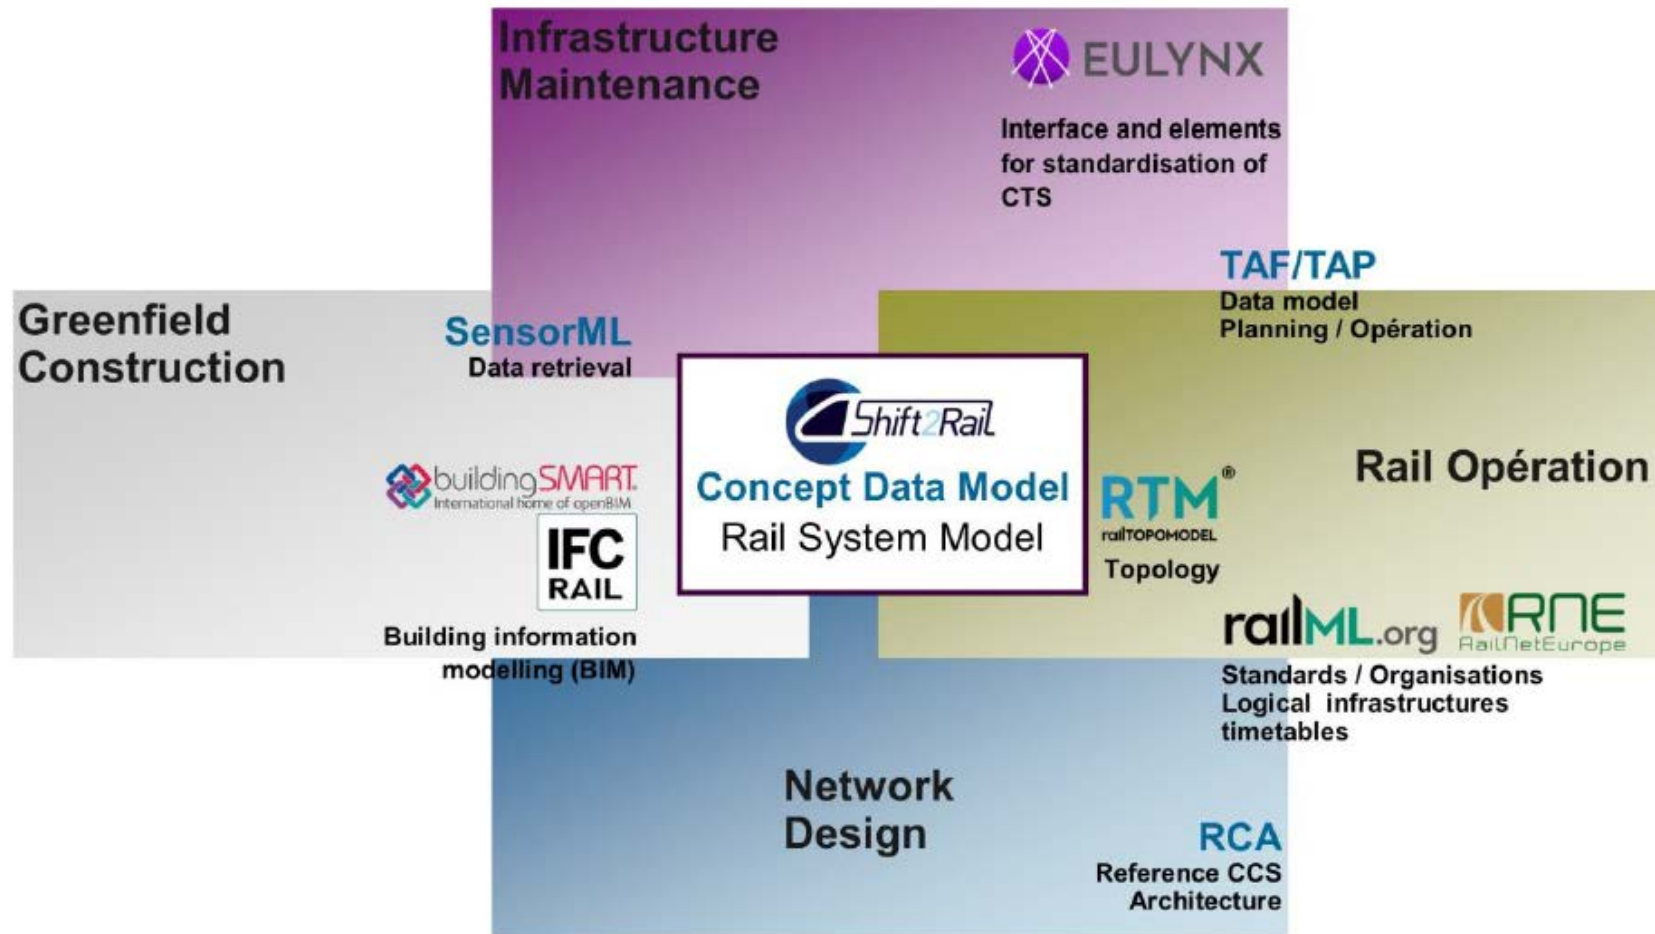 Infrastructure
Maintenance
EULYNX
Interface and elements
for standardisation of
CTS
TAF/TAP
Data model
Planning / Opération
Greenfield
Construction
SensorML
Data retrieval
buildingSMART®
International home of openBIM
IFC
RAIL
Building information
modelling (BIM)
Shift2Rail
Concept Data Model
Rail System Model
RTM®
railTOPOMODEL
Topology
Rail Opération
railML.org
RNE
RailNetEurope
Standards / Organisations
Logical infrastructures
timetables
Network
Design
RCA
Reference CCS
Architecture